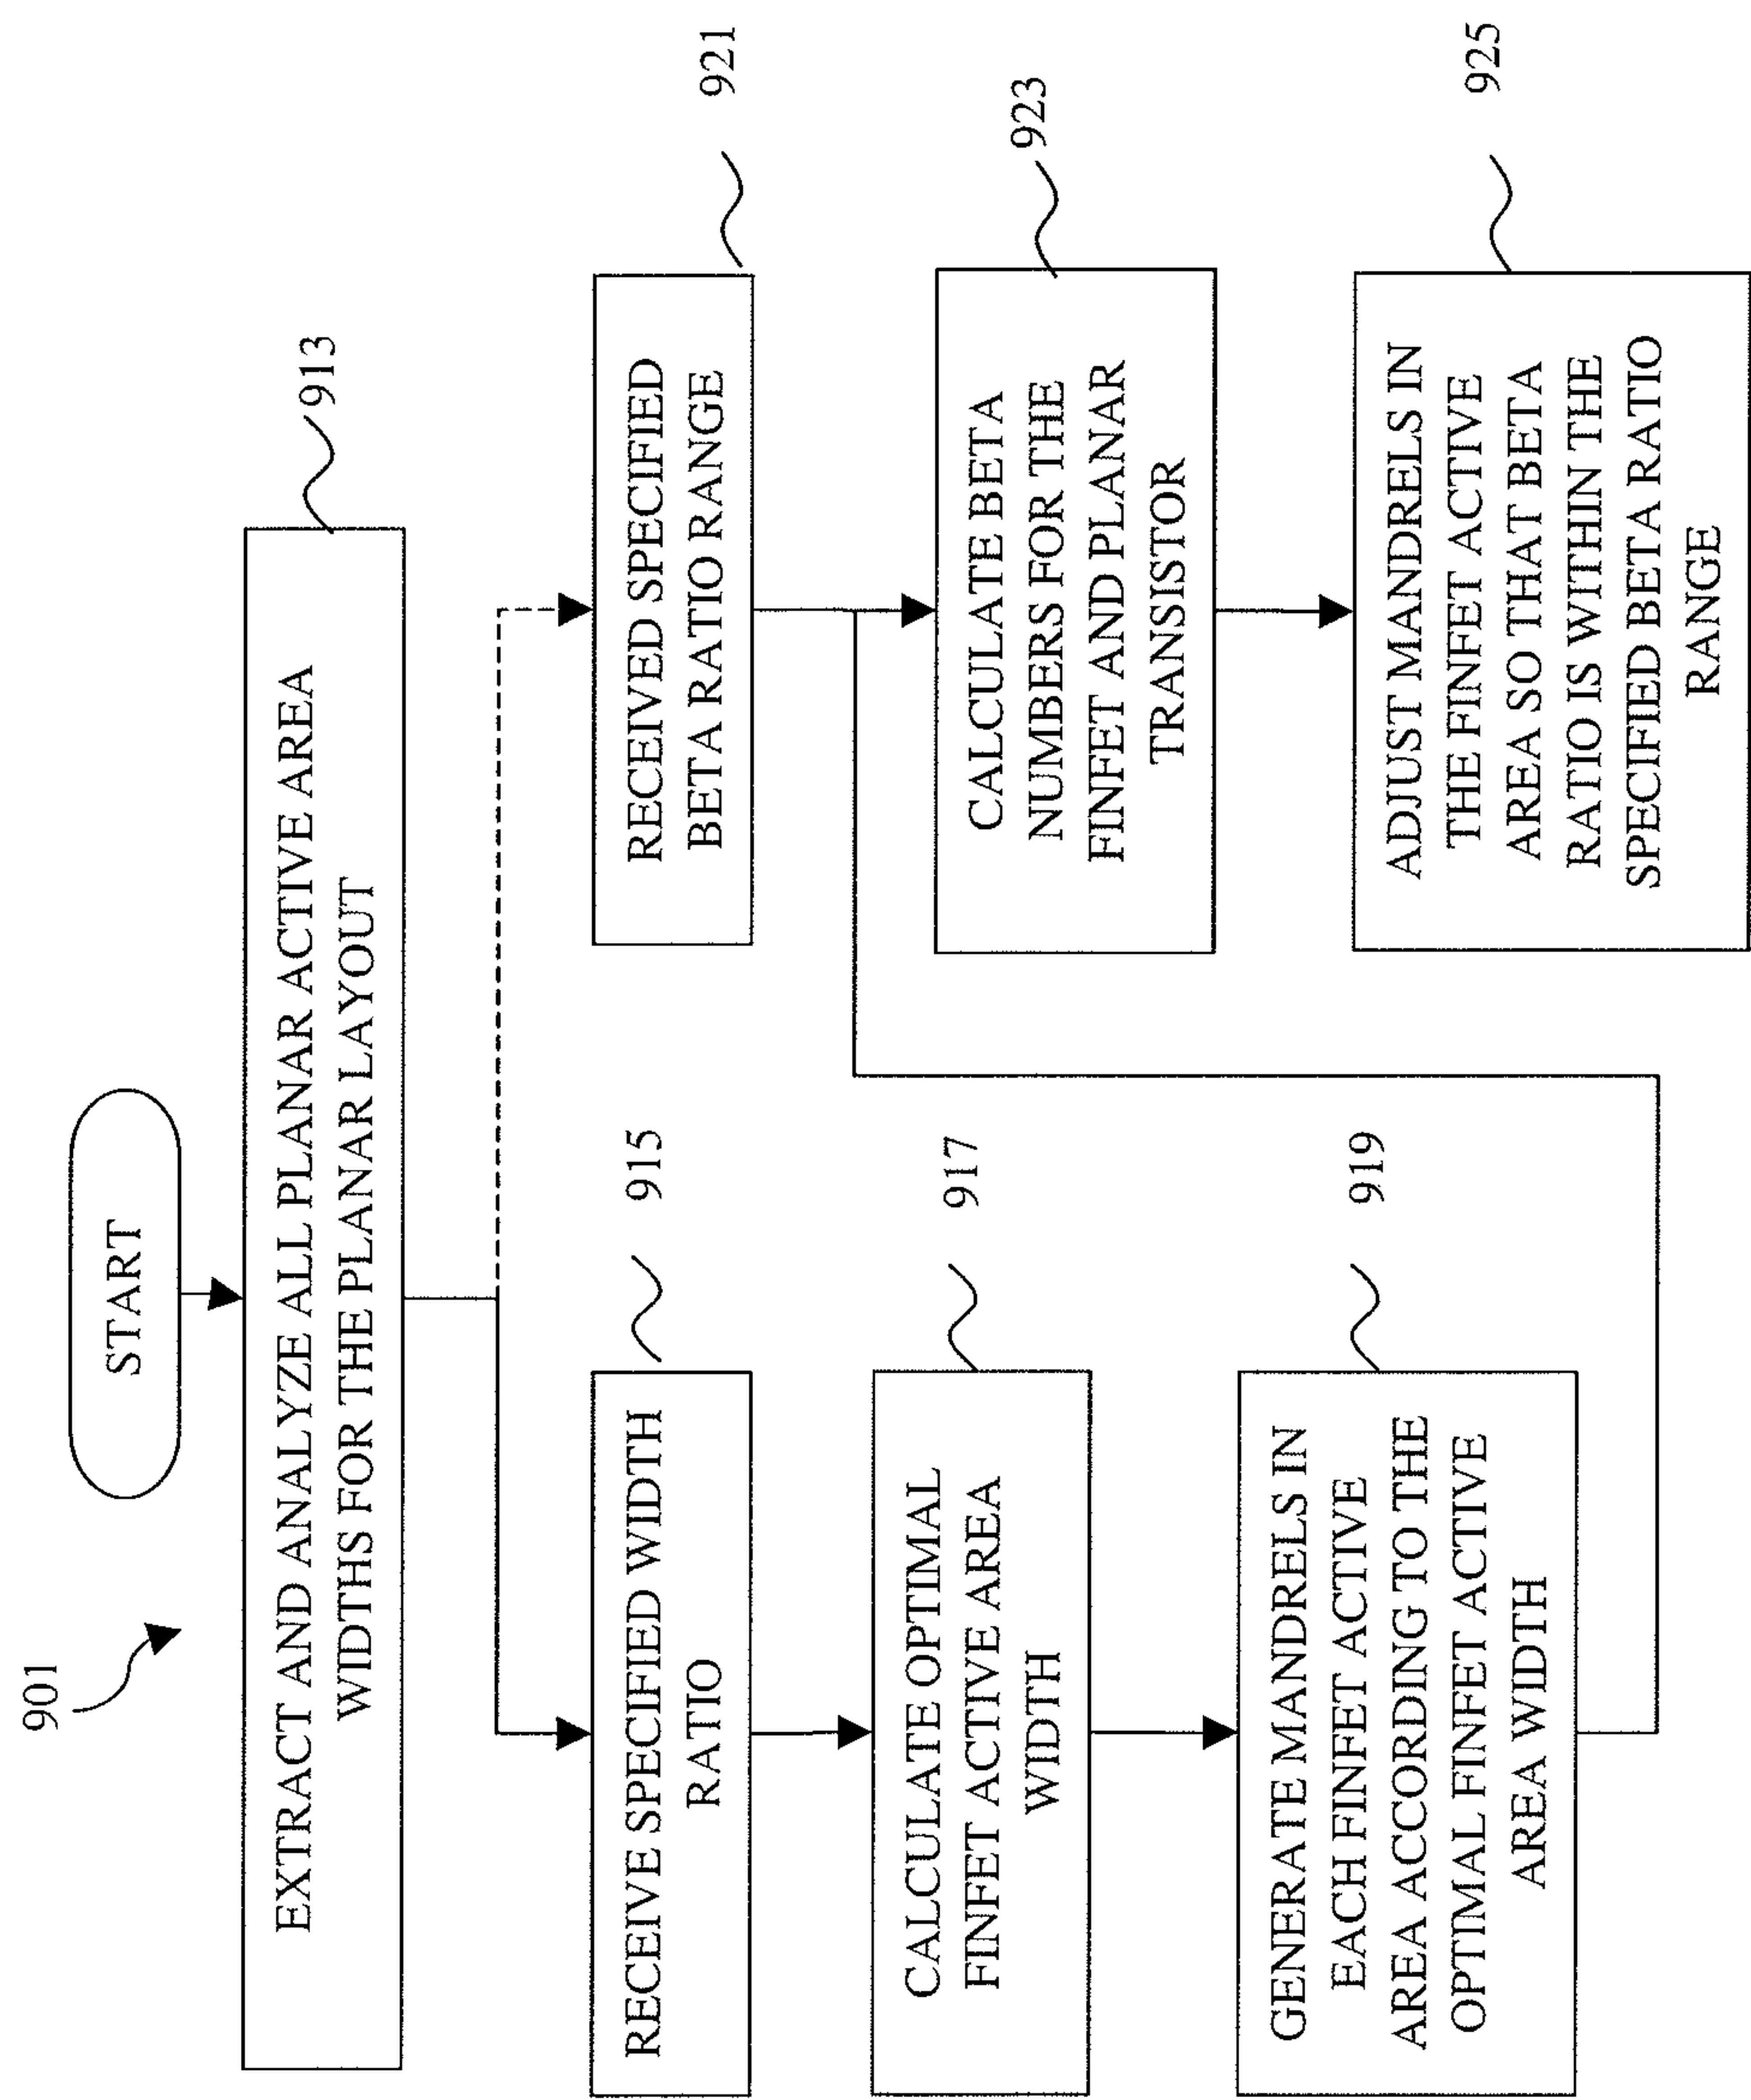 901
START
EXTRACT AND ANALYZE ALL PLANAR ACTIVE AREA
WIDTHS FOR THE PLANAR LAYOUT
913
RECEIVE SPECIFIED WIDTH
RATIO
915
CALCULATE OPTIMAL
FINFET ACTIVE AREA
WIDTH
917
GENERATE MANDRELS IN
EACH FINFET ACTIVE
AREA ACCORDING TO THE
OPTIMAL FINFET ACTIVE
AREA WIDTH
919
RECEIVED SPECIFIED
BETA RATIO RANGE
921
CALCULATE BETA
NUMBERS FOR THE
FINFET AND PLANAR
TRANSISTOR
923
ADJUST MANDRELS IN
THE FINFET ACTIVE
AREA SO THAT BETA
RATIO IS WITHIN THE
SPECIFIED BETA RATIO
RANGE
925